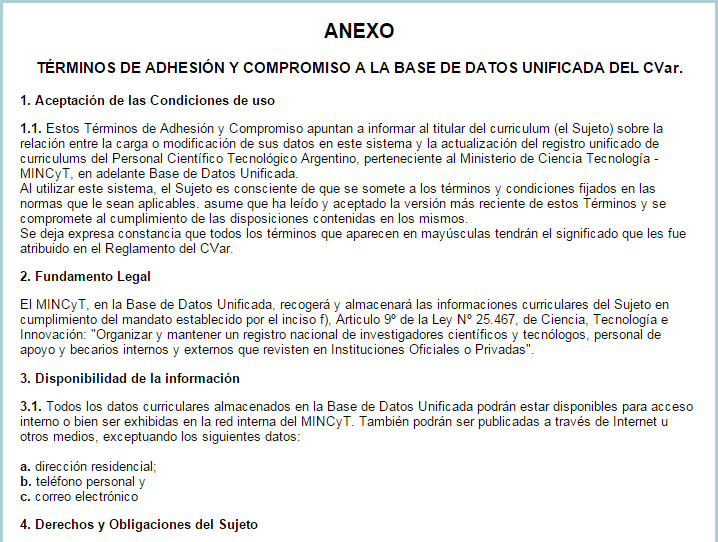 ANEXO
TÉRMINOS DE ADHESIÓN Y COMPROMISO A LA BASE DE DATOS UNIFICADA DEL CVar.
1. Aceptación de las Condiciones de uso
1.1. Estos Términos de Adhesión y Compromiso apuntan a informar al titular del curriculum (el Sujeto) sobre la
relación entre la carga o modificación de sus datos en este sistema y la actualización del registro unificado de
curriculums del Personal Científico Tecnológico Argentino, perteneciente al Ministerio de Ciencia Tecnología -
MINCyT, en adelante Base de Datos Unificada.
Al utilizar este sistema, el Sujeto es consciente de que se somete a los términos y condiciones fijados en las
normas que le sean aplicables. asume que ha leído y aceptado la versión más reciente de estos Términos y se
compromete al cumplimiento de las disposiciones contenidas en los mismos.
Se deja expresa constancia que todos los términos que aparecen en mayúsculas tendrán el significado que les fue
atribuido en el Reglamento del CVar.
2. Fundamento Legal
El MINCyT, en la Base de Datos Unificada, recogerá y almacenará las informaciones curriculares del Sujeto en
cumplimiento del mandato establecido por el inciso f), Articulo 9º de la Ley Nº 25.467, de Ciencia, Tecnología e
Innovación: "Organizar y mantener un registro nacional de investigadores científicos y tecnólogos, personal de
apoyo y becarios internos y externos que revisten en Instituciones Oficiales o Privadas".
3. Disponibilidad de la información
3.1. Todos los datos curriculares almacenados en la Base de Datos Unificada podrán estar disponibles para acceso
interno o bien ser exhibidas en la red interna del MINCyT. También podrán ser publicadas a través de Internet u
otros medios, exceptuando los siguientes datos:
a. dirección residencial;
b. teléfono personal y
c. correo electrónico
4. Derechos y Obligaciones del Sujeto